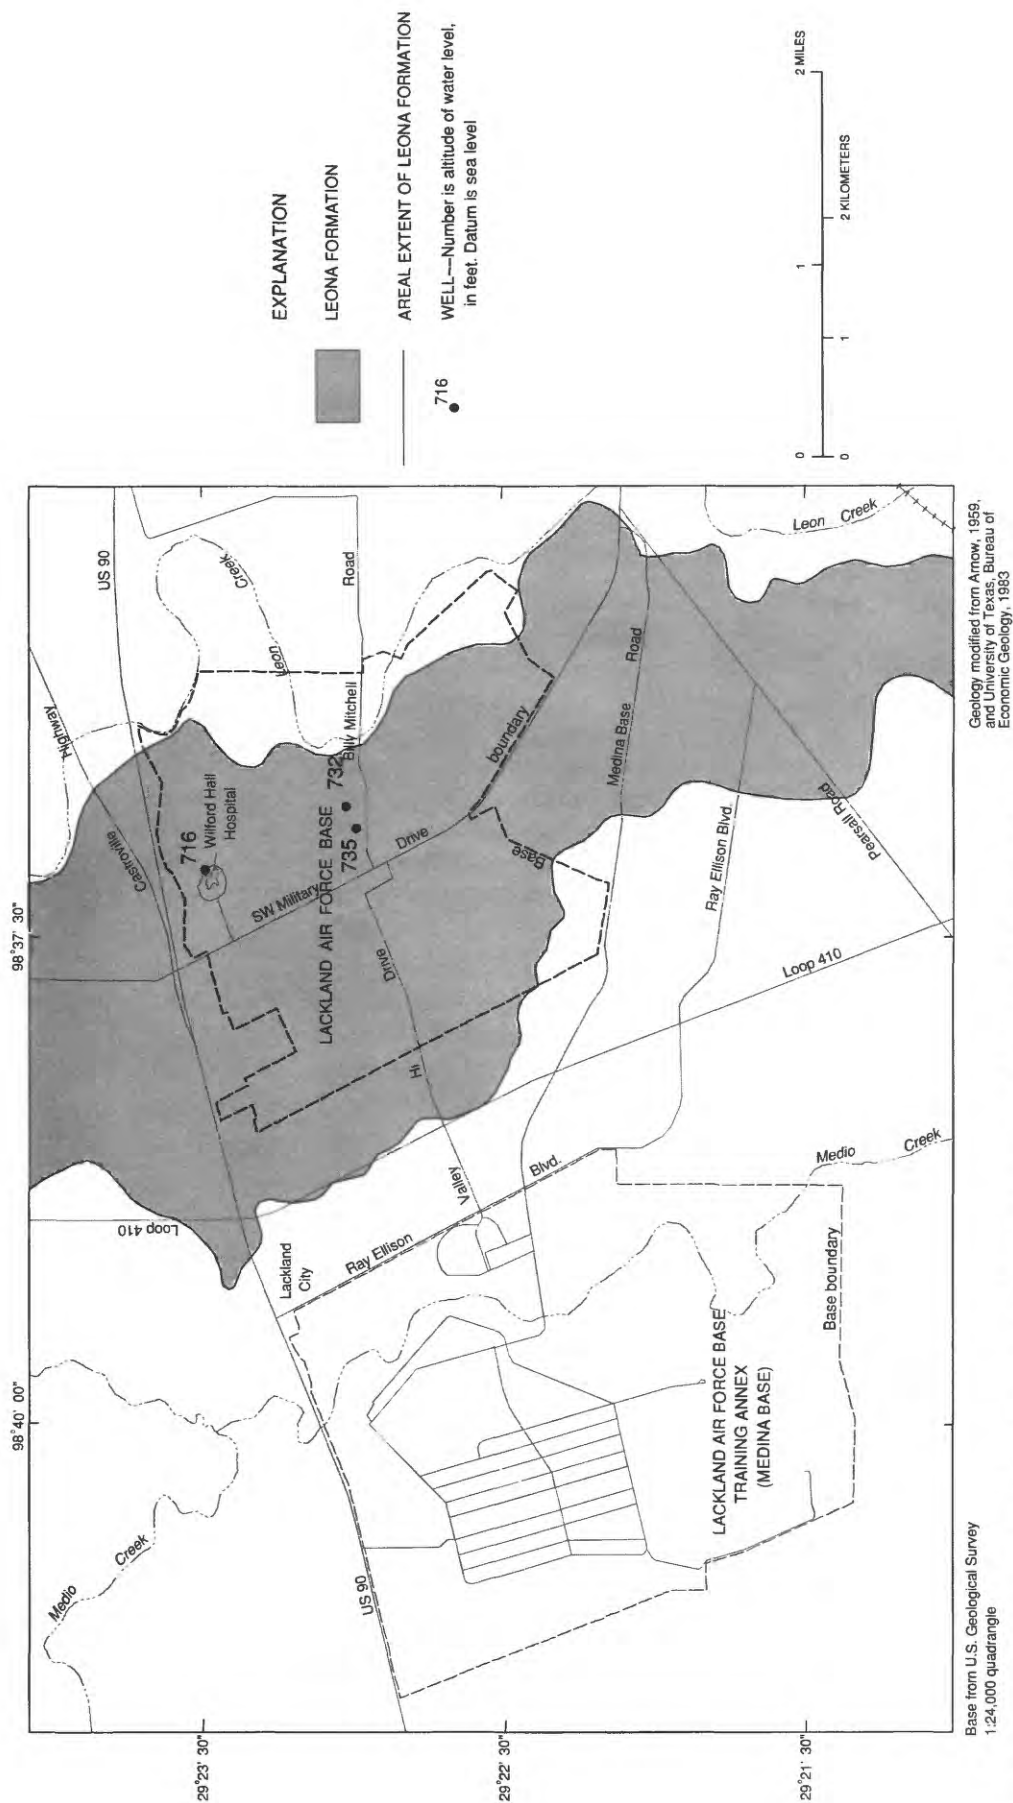 98°40' 00"
98°37' 30"
29°23' 30"
29°22' 30"
29°21' 30"
Medio
Creek
US 90
Loop 410
Lackland
City
Ray Ellison
Blvd.
Valley
Hi
Drive
Castroville
Highway
US 90
716
Wilford Hall
Hospital
SW Military
Drive
LACKLAND AIR FORCE BASE
735
732
Billy Mitchell
Road
Leon
Creek
Base
boundary
Medina Base
Road
Ray Ellison Blvd.
Pearsall Road
Loop 410
Leon Creek
Medio
Creek
Base boundary
LACKLAND AIR FORCE BASE
TRAINING ANNEX
(MEDINA BASE)
Base from U.S. Geological Survey
1:24,000 quadrangle
Geology modified from Arnow, 1959,
and University of Texas, Bureau of
Economic Geology, 1983
EXPLANATION
LEONA FORMATION
AREAL EXTENT OF LEONA FORMATION
716
WELL—Number is altitude of water level,
in feet. Datum is sea level
0 1 2 MILES
0 1 2 KILOMETERS